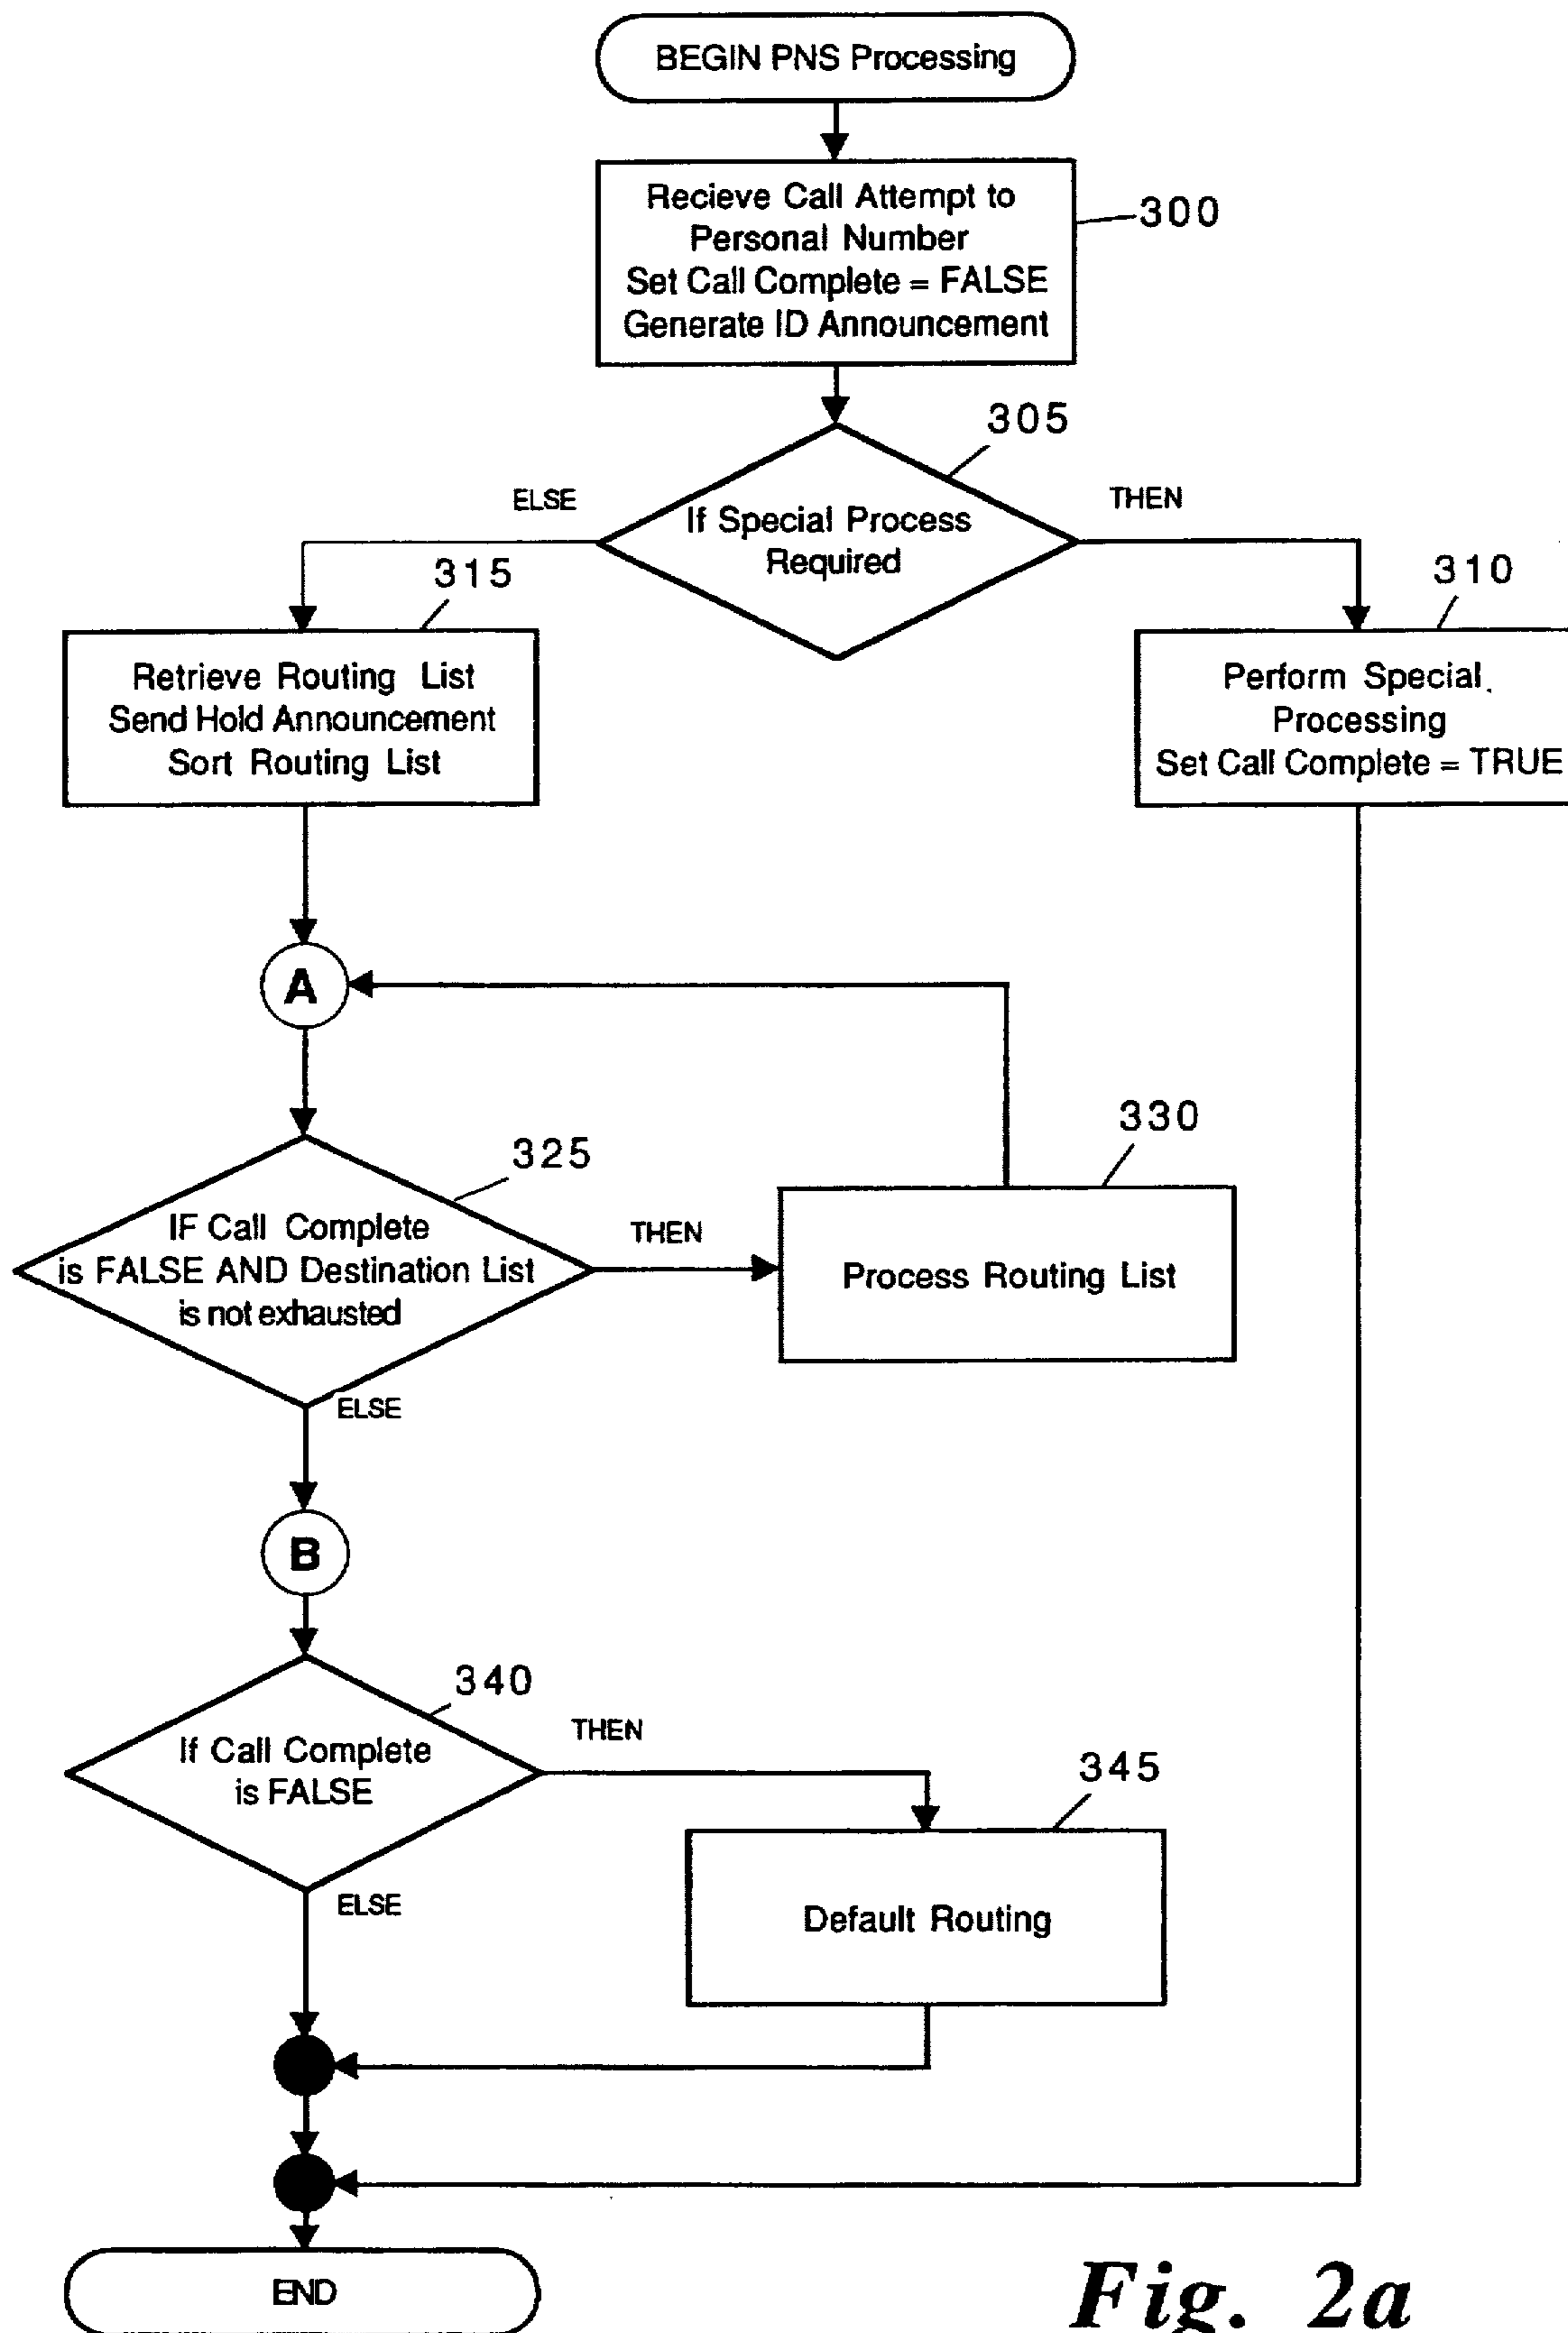 BEGIN PNS Processing
Recieve Call Attempt to
Personal Number
Set Call Complete = FALSE
Generate ID Announcement
300
305
ELSE
THEN
If Special Process
Required
315
310
Retrieve Routing List
Send Hold Announcement
Sort Routing List
Perform Special
Processing
Set Call Complete = TRUE
A
325
330
IF Call Complete
is FALSE AND Destination List
is not exhausted
THEN
Process Routing List
ELSE
B
340
If Call Complete
is FALSE
THEN
345
Default Routing
ELSE
END
Fig. 2a